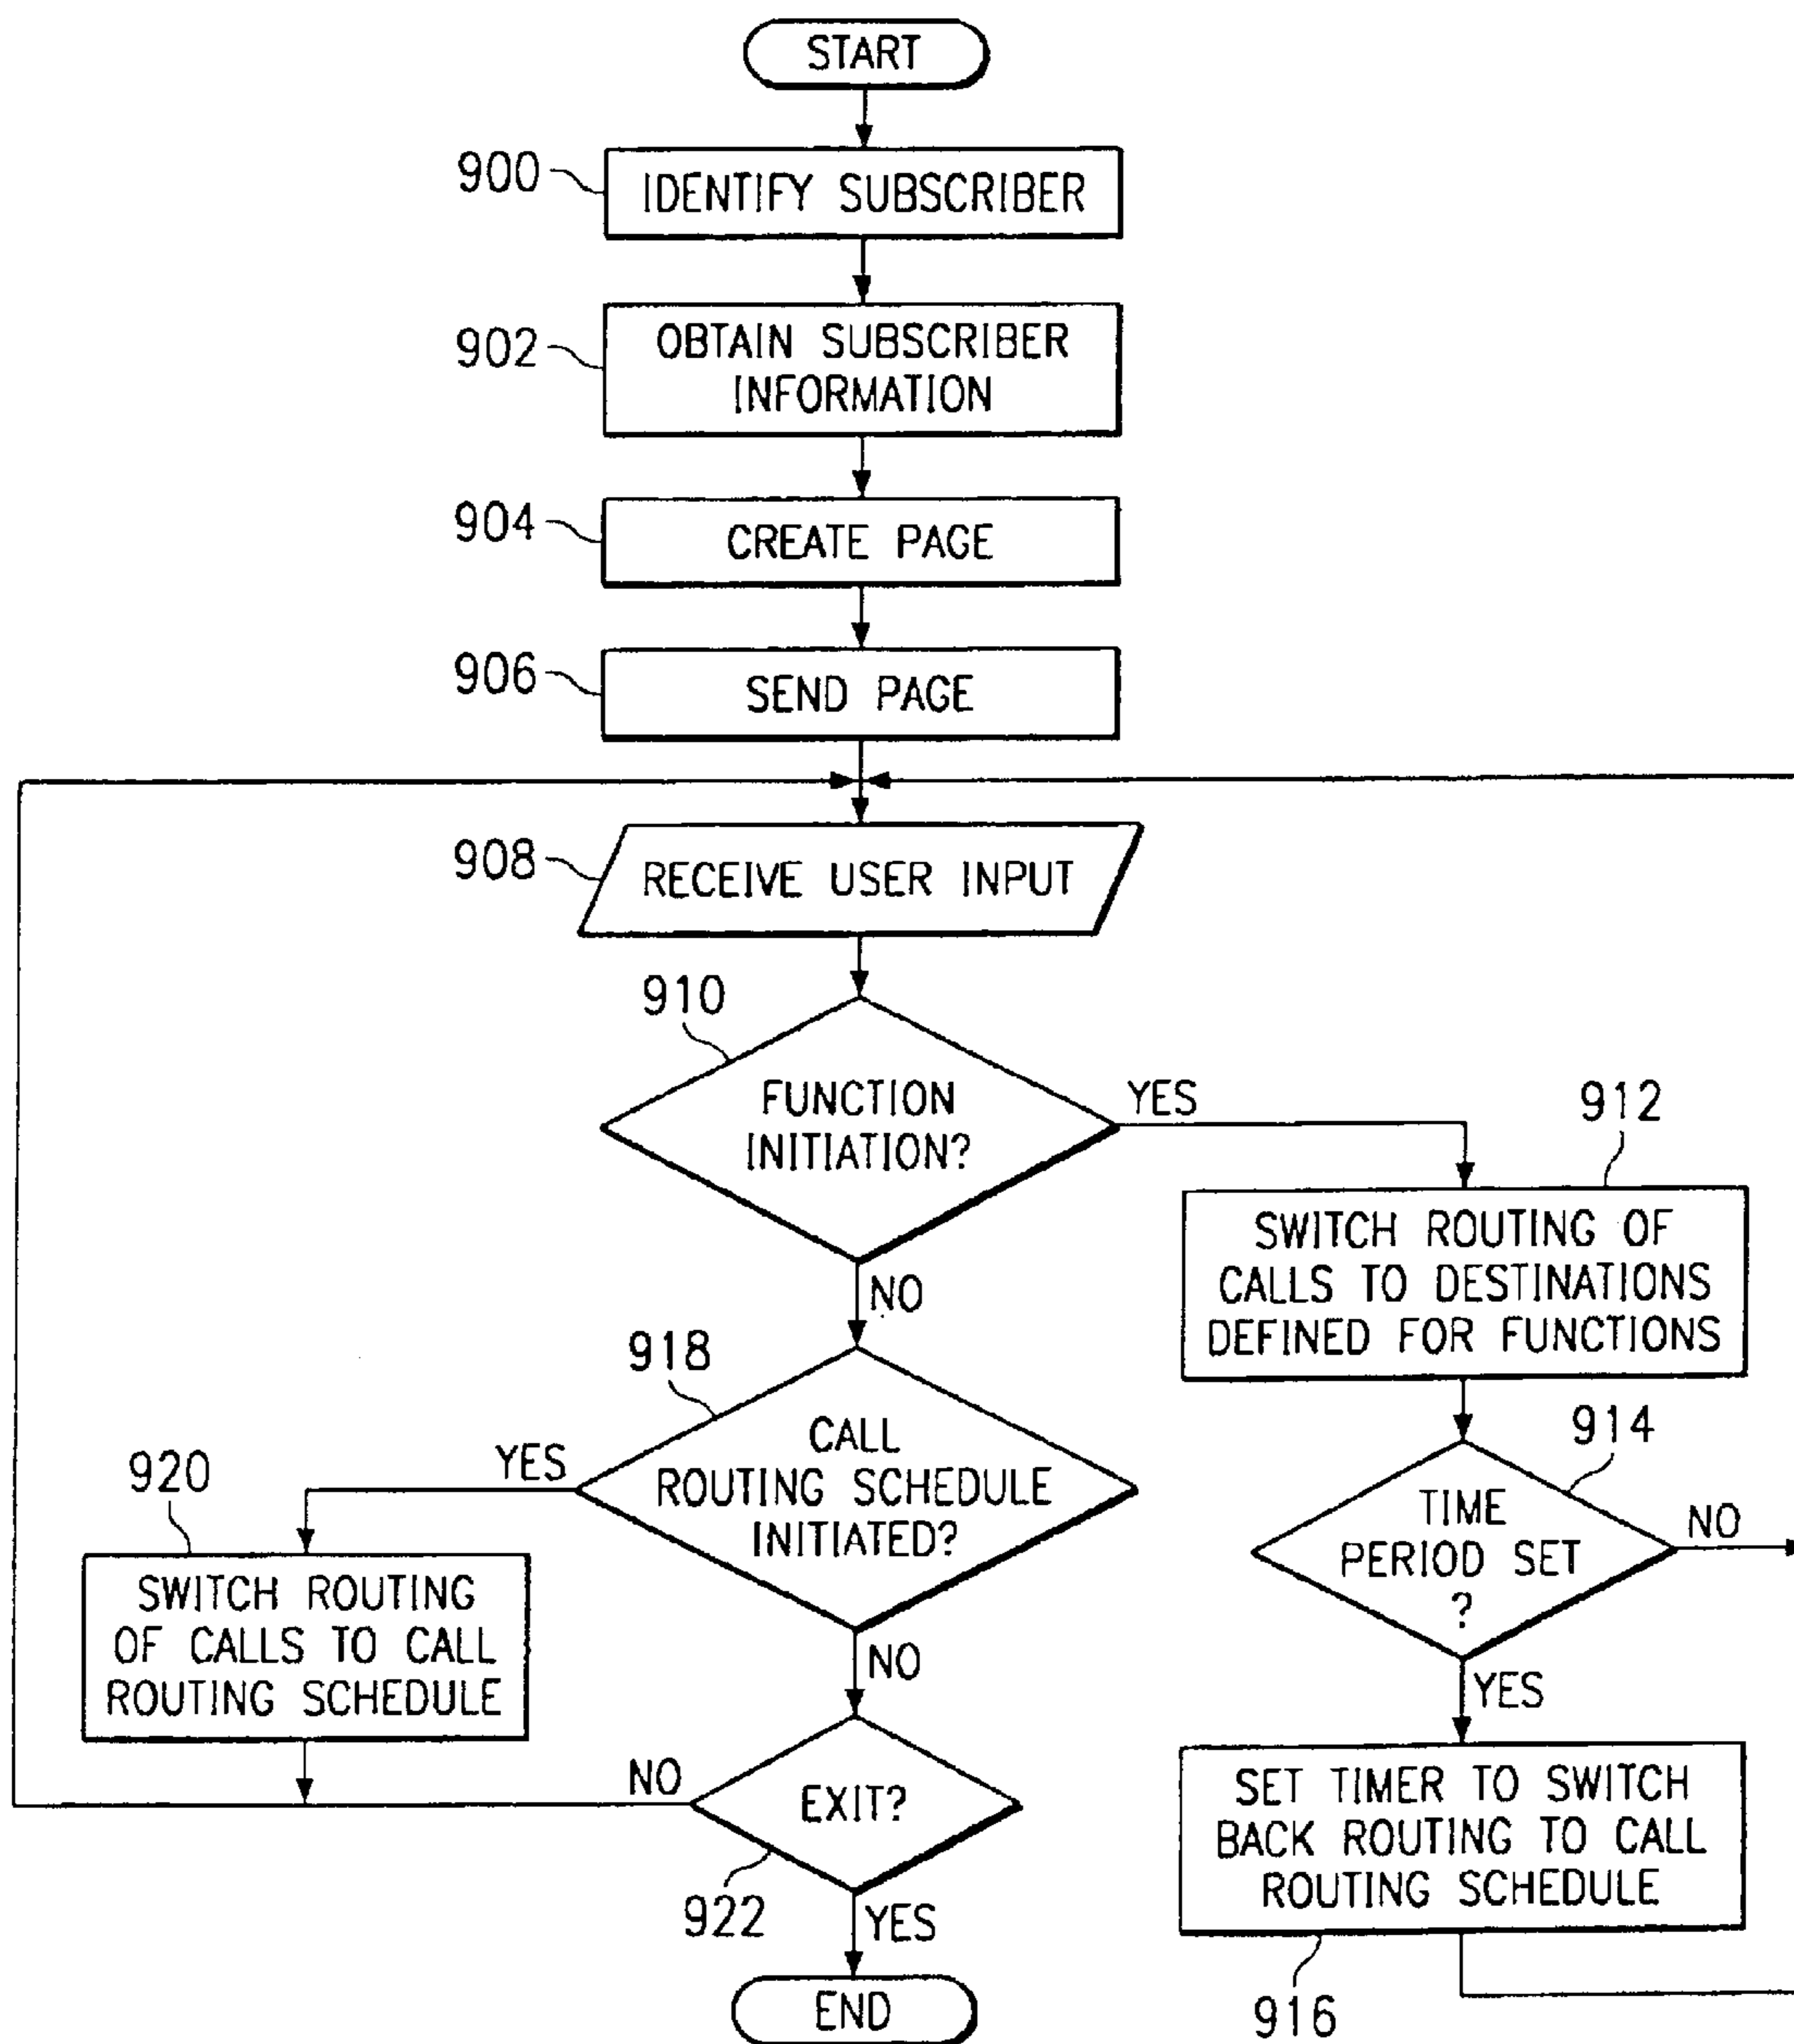 START
900
IDENTIFY SUBSCRIBER
902
OBTAIN SUBSCRIBER
INFORMATION
904
CREATE PAGE
906
SEND PAGE
908
RECEIVE USER INPUT
910
FUNCTION
INITIATION?
YES
NO
912
SWITCH ROUTING OF
CALLS TO DESTINATIONS
DEFINED FOR FUNCTIONS
914
TIME
PERIOD SET
?
NO
YES
SET TIMER TO SWITCH
BACK ROUTING TO CALL
ROUTING SCHEDULE
916
918
CALL
ROUTING SCHEDULE
INITIATED?
YES
NO
920
SWITCH ROUTING
OF CALLS TO CALL
ROUTING SCHEDULE
EXIT?
NO
922
YES
END